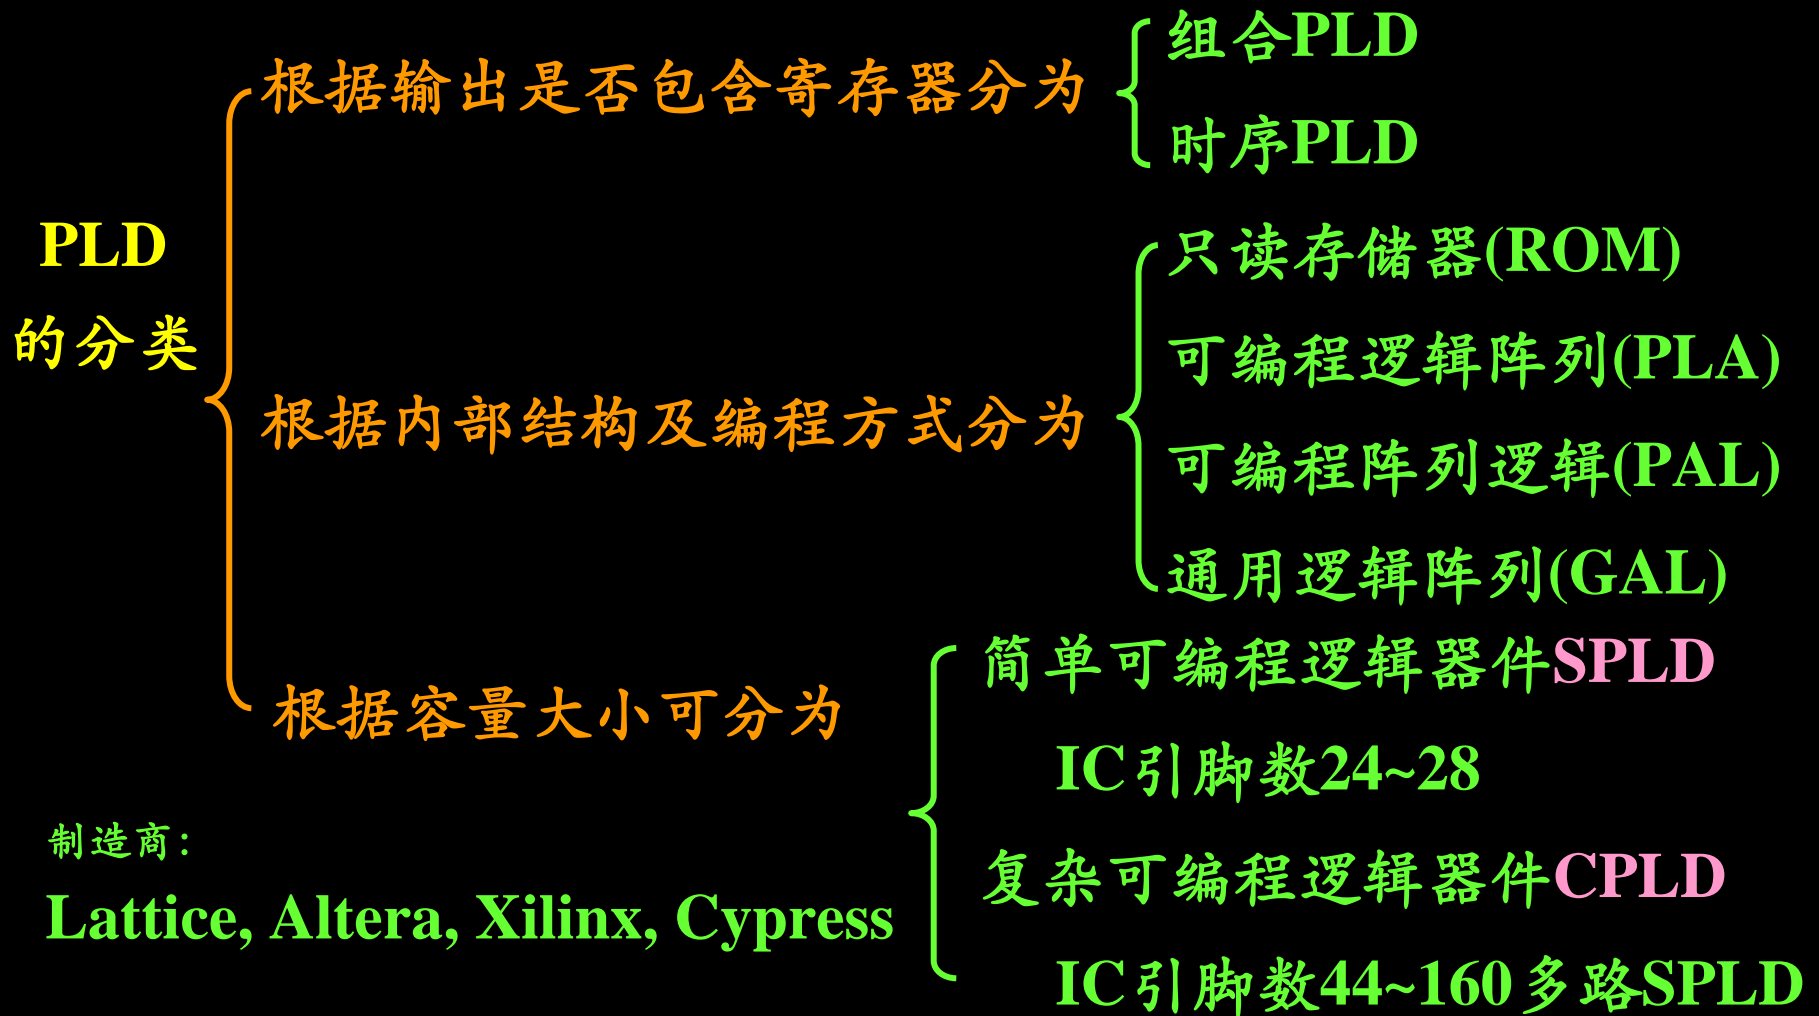 PLD
的分类
根据输出是否包含寄存器分为
组合PLD
时序PLD
根据内部结构及编程方式分为
只读存储器(ROM)
可编程逻辑阵列(PLA)
可编程阵列逻辑(PAL)
通用逻辑阵列(GAL)
根据容量大小可分为
简单可编程逻辑器件SPLD
IC引脚数24~28
复杂可编程逻辑器件CPLD
IC引脚数44~160多路SPLD
制造商:
Lattice, Altera, Xilinx, Cypress